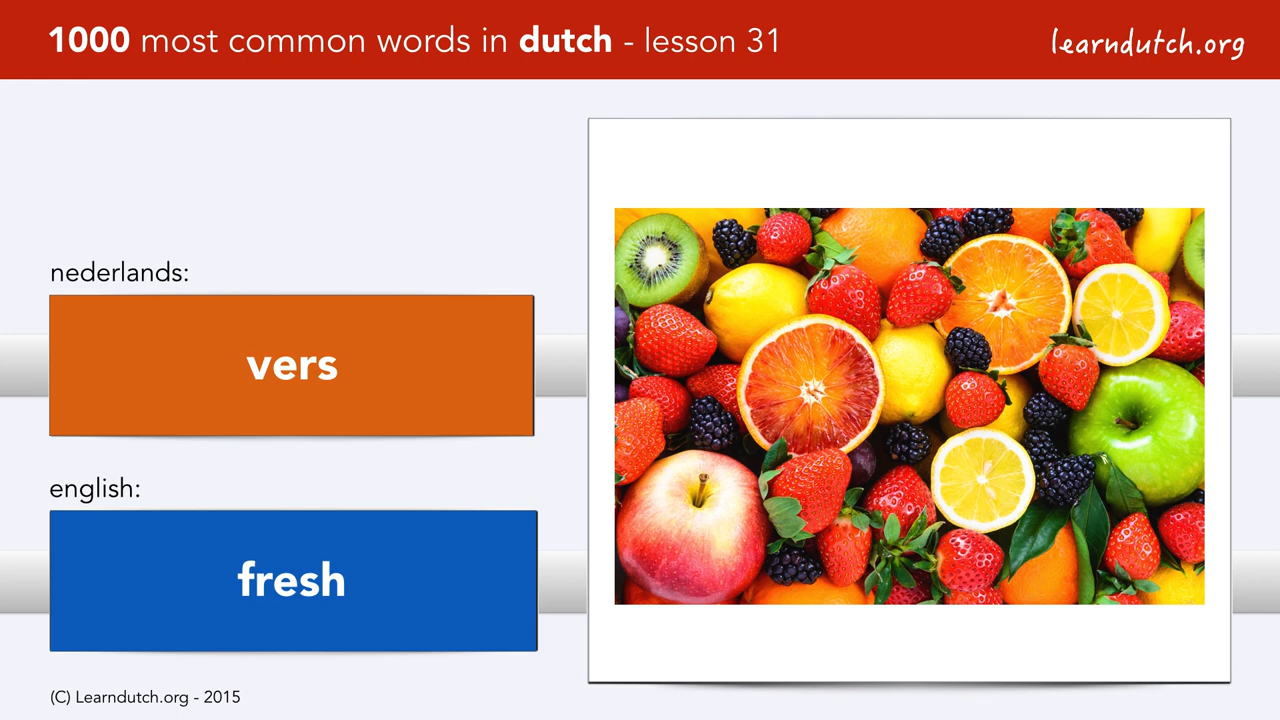 1000 most common words in dutch - lesson 31
learndutch.org
nederlands:
vers
english:
fresh
(C) Learndutch.org - 2015